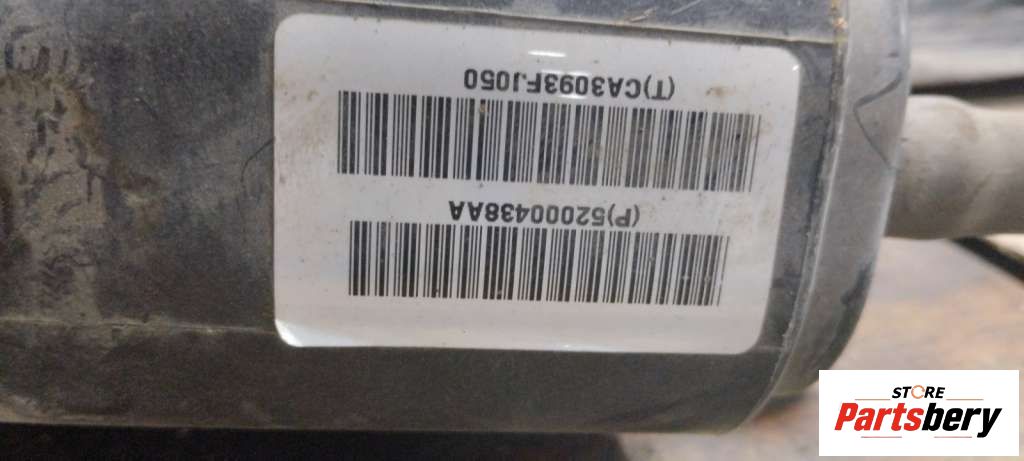 (P)52000438AA
(T)CA3093FJ050
STORE
Partsbery